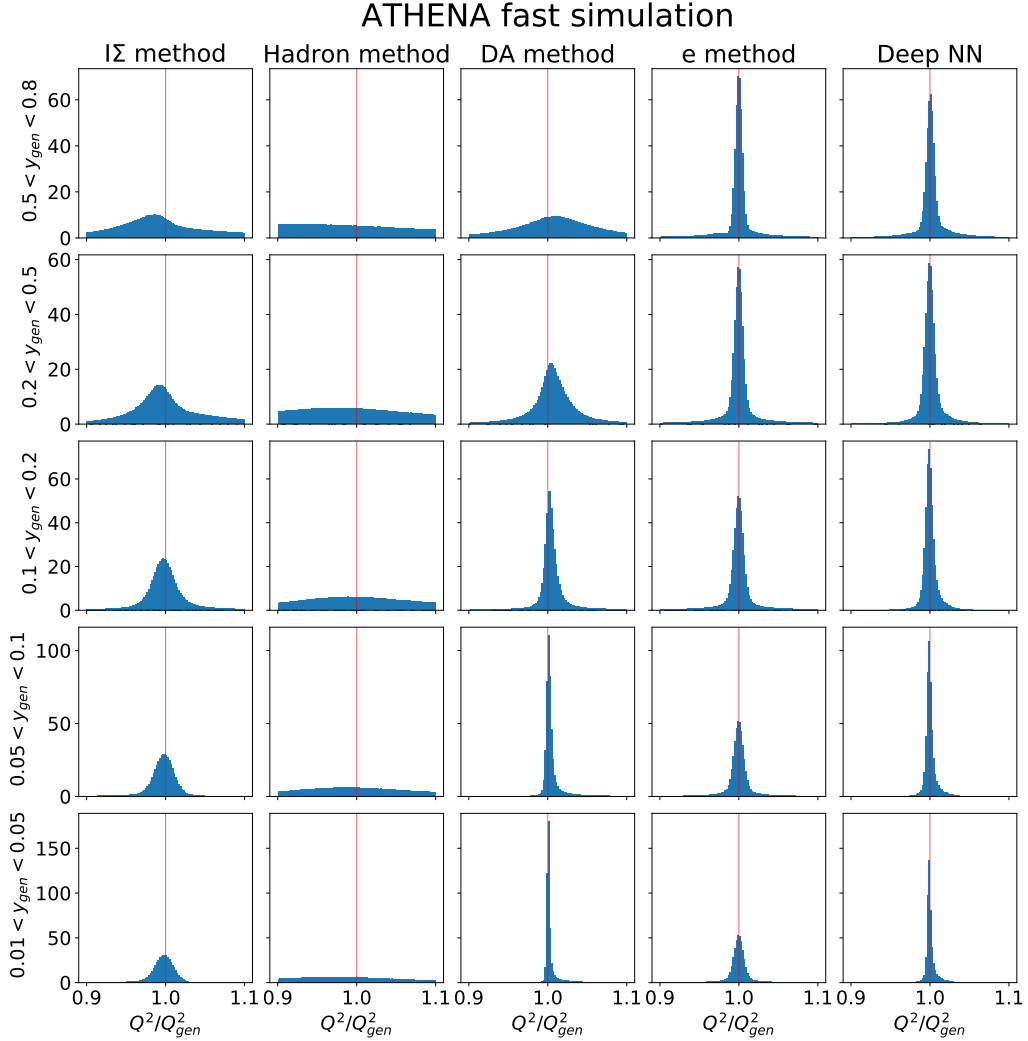 ATHENA fast simulation
IΣ method Hadron method DA method e method Deep NN
0.5 < y_gen < 0.8
60
40
20
0
0.2 < y_gen < 0.5
60
40
20
0
0.1 < y_gen < 0.2
60
40
20
0
0.05 < y_gen < 0.1
100
50
0
0.01 < y_gen < 0.05
150
100
50
0
0.9 1.0 1.1 0.9 1.0 1.1 0.9 1.0 1.1 0.9 1.0 1.1 0.9 1.0 1.1
Q²/Q²_gen Q²/Q²_gen Q²/Q²_gen Q²/Q²_gen Q²/Q²_gen